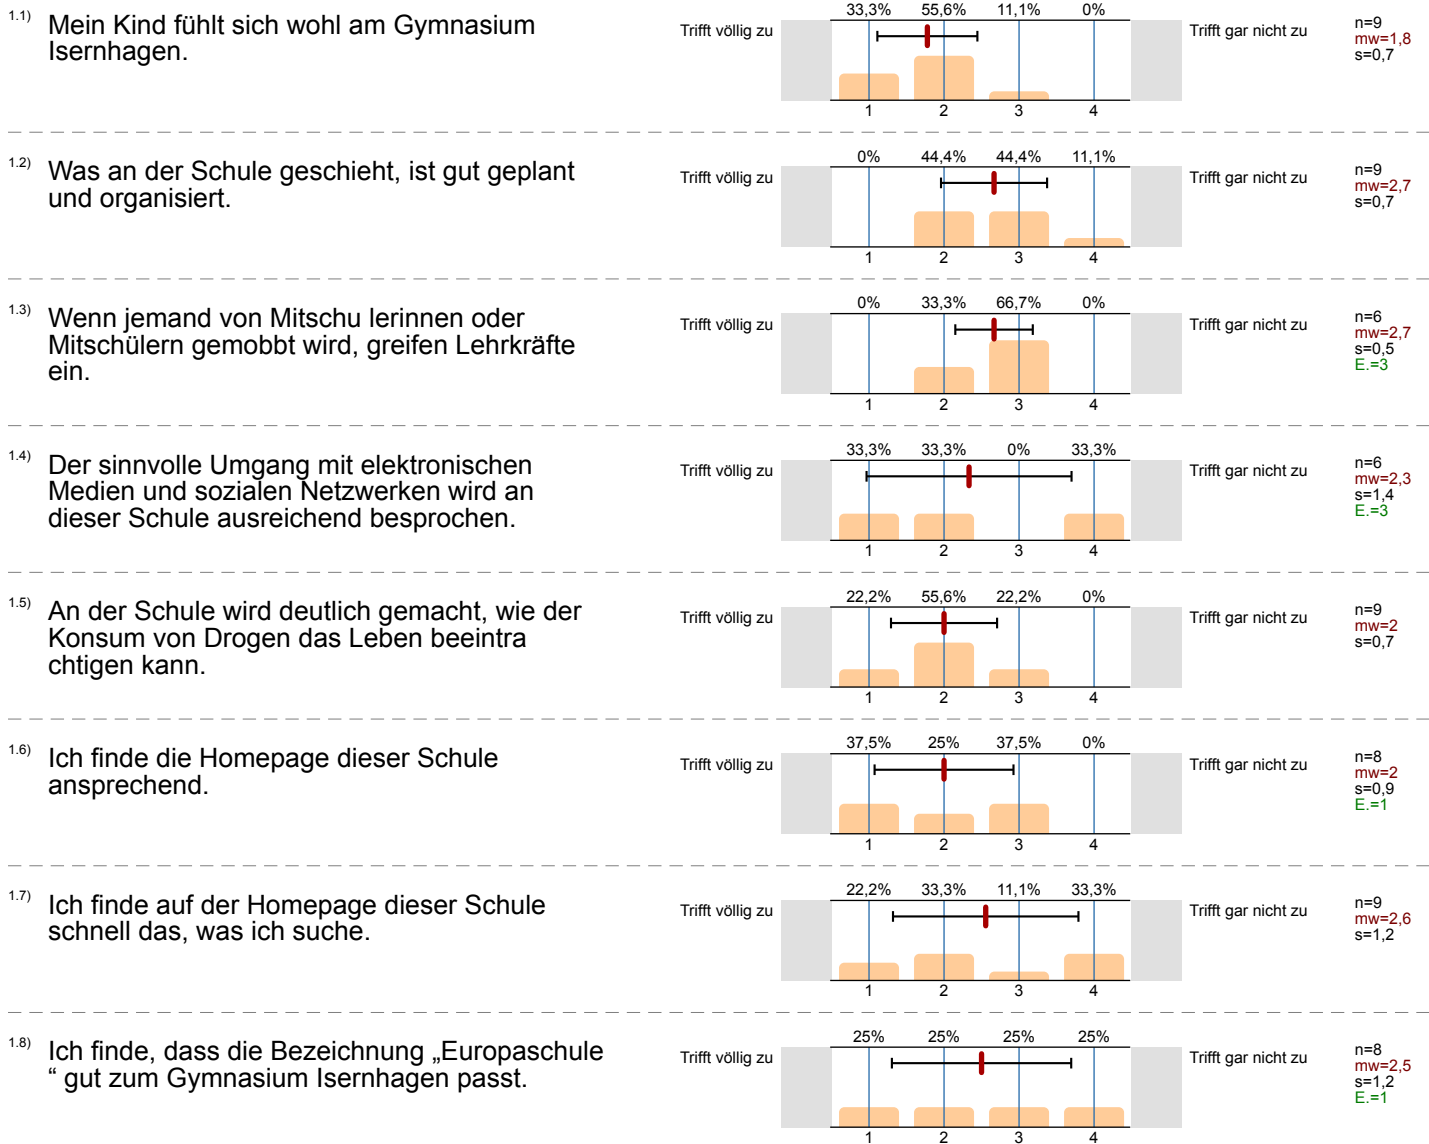 1.1) Mein Kind fühlt sich wohl am Gymnasium
Isernhagen.
33,3% 55,6% 11,1% 0%
Trifft völlig zu
Trifft gar nicht zu
1 2 3 4
n=9
mw=1,8
s=0,7
1.2) Was an der Schule geschieht, ist gut geplant
und organisiert.
0% 44,4% 44,4% 11,1%
Trifft völlig zu
Trifft gar nicht zu
1 2 3 4
n=9
mw=2,7
s=0,7
1.3) Wenn jemand von Mitschu lerinnen oder
Mitschülern gemobbt wird, greifen Lehrkräfte
ein.
0% 33,3% 66,7% 0%
Trifft völlig zu
Trifft gar nicht zu
1 2 3 4
n=6
mw=2,7
s=0,5
E.=3
1.4) Der sinnvolle Umgang mit elektronischen
Medien und sozialen Netzwerken wird an
dieser Schule ausreichend besprochen.
33,3% 33,3% 0% 33,3%
Trifft völlig zu
Trifft gar nicht zu
1 2 3 4
n=6
mw=2,3
s=1,4
E.=3
1.5) An der Schule wird deutlich gemacht, wie der
Konsum von Drogen das Leben beeintra
chtigen kann.
22,2% 55,6% 22,2% 0%
Trifft völlig zu
Trifft gar nicht zu
1 2 3 4
n=9
mw=2
s=0,7
1.6) Ich finde die Homepage dieser Schule
ansprechend.
37,5% 25% 37,5% 0%
Trifft völlig zu
Trifft gar nicht zu
1 2 3 4
n=8
mw=2
s=0,9
E.=1
1.7) Ich finde auf der Homepage dieser Schule
schnell das, was ich suche.
22,2% 33,3% 11,1% 33,3%
Trifft völlig zu
Trifft gar nicht zu
1 2 3 4
n=9
mw=2,6
s=1,2
1.8) Ich finde, dass die Bezeichnung „Europaschule
“ gut zum Gymnasium Isernhagen passt.
25% 25% 25% 25%
Trifft völlig zu
Trifft gar nicht zu
1 2 3 4
n=8
mw=2,5
s=1,2
E.=1